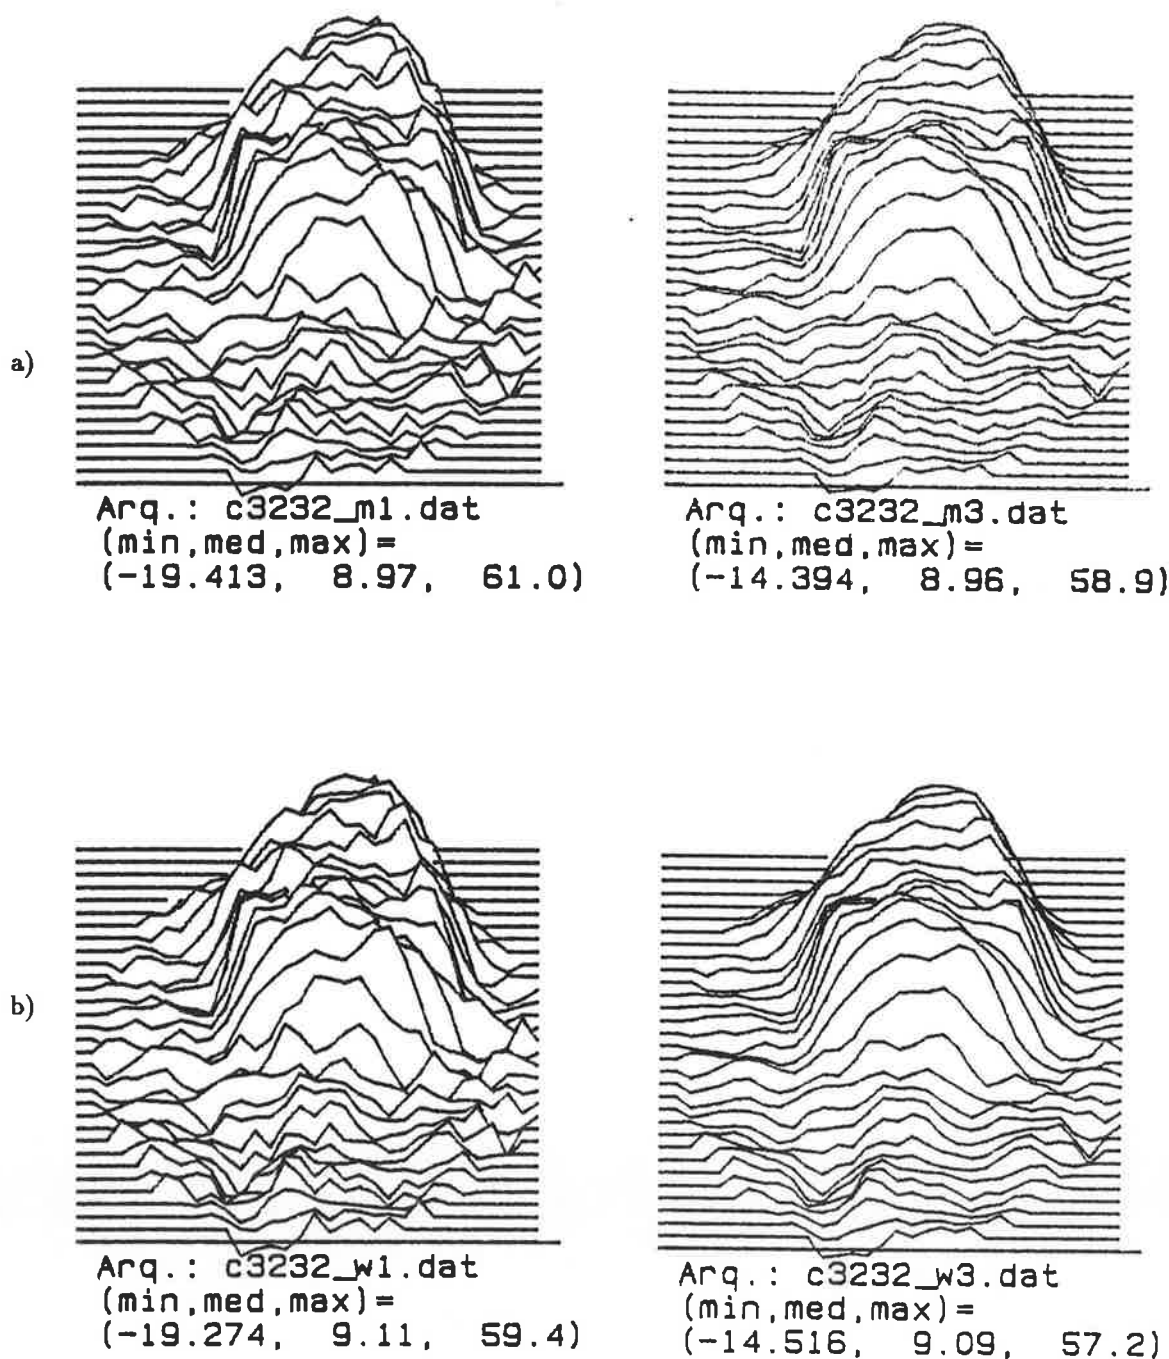 a)
Arq.: c3232_m1.dat
(min,med,max)=
(-19.413, 8.97, 61.0)
Arq.: c3232_m3.dat
(min,med,max)=
(-14.394, 8.96, 58.9)
b)
Arq.: c3232_w1.dat
(min,med,max)=
(-19.274, 9.11, 59.4)
Arq.: c3232_w3.dat
(min,med,max)=
(-14.516, 9.09, 57.2)